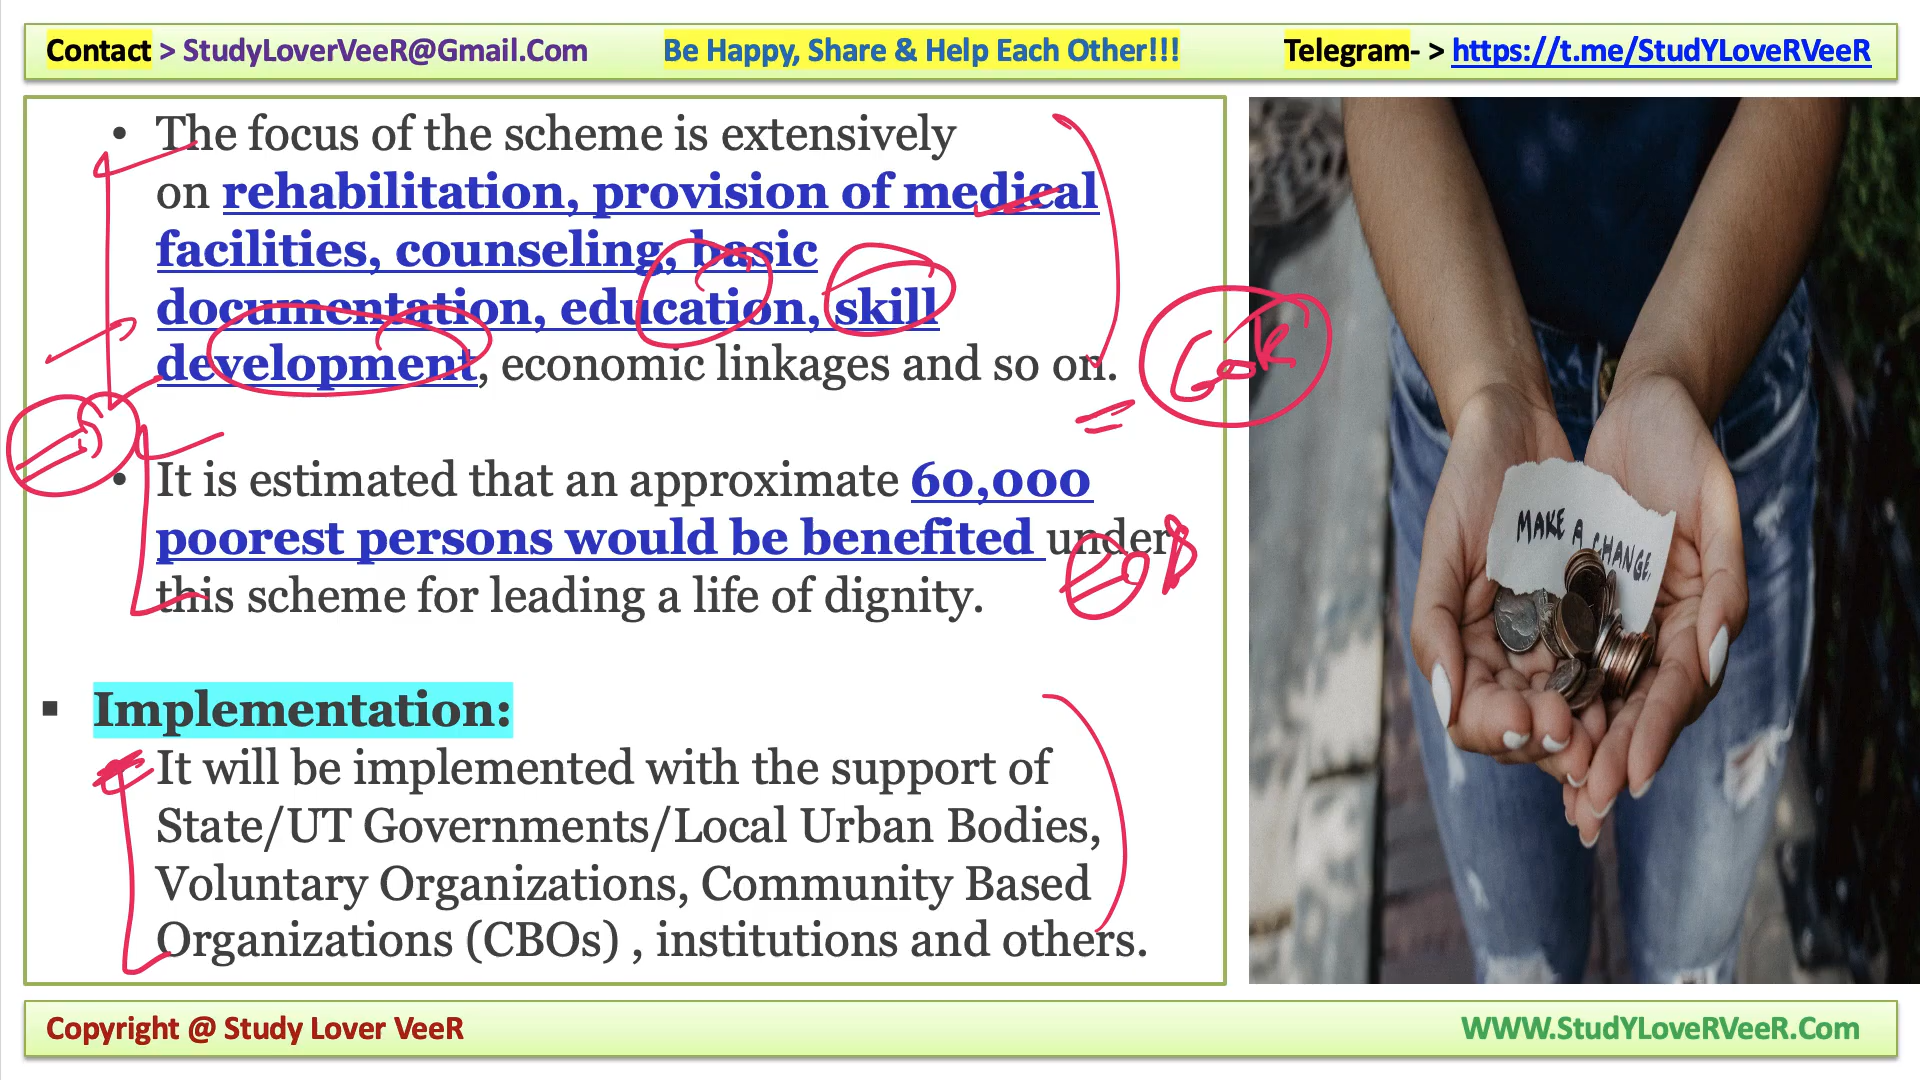 Contact > StudyLoverVeeR@Gmail.Com Be Happy, Share & Help Each Other!!! Telegram- > https://t.me/StudYLoveRVeeR
• The focus of the scheme is extensively
on rehabilitation, provision of medical
facilities, counseling, basic
documentation, education, skill
development, economic linkages and so on.
• It is estimated that an approximate 60,000
poorest persons would be benefited under
this scheme for leading a life of dignity.
▪ Implementation:
It will be implemented with the support of
State/UT Governments/Local Urban Bodies,
Voluntary Organizations, Community Based
Organizations (CBOs) , institutions and others.
MAKE A CHANGE.
Copyright @ Study Lover VeeR WWW.StudYLoveRVeeR.Com